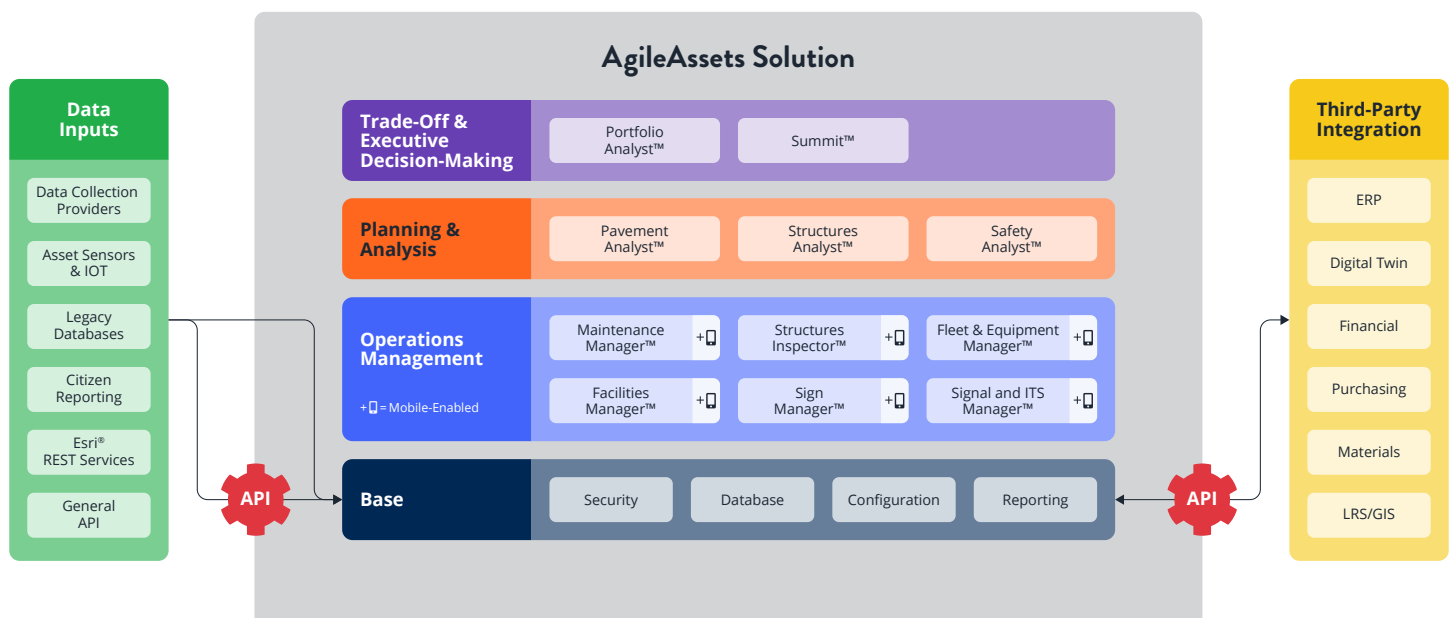 AgileAssets Solution
Data
Inputs
Data Collection
Providers
Asset Sensors
& IOT
Legacy
Databases
Citizen
Reporting
Esri®
REST Services
General
API
API
Trade-Off &
Executive
Decision-Making
Portfolio
Analyst™
Summit™
Planning &
Analysis
Pavement
Analyst™
Structures
Analyst™
Safety
Analyst™
Operations
Management
+ = Mobile-Enabled
Maintenance
Manager™
+
Structures
Inspector™
+
Fleet & Equipment
Manager™
+
Facilities
Manager™
+
Sign
Manager™
+
Signal and ITS
Manager™
+
Base
Security
Database
Configuration
Reporting
API
Third-Party
Integration
ERP
Digital Twin
Financial
Purchasing
Materials
LRS/GIS